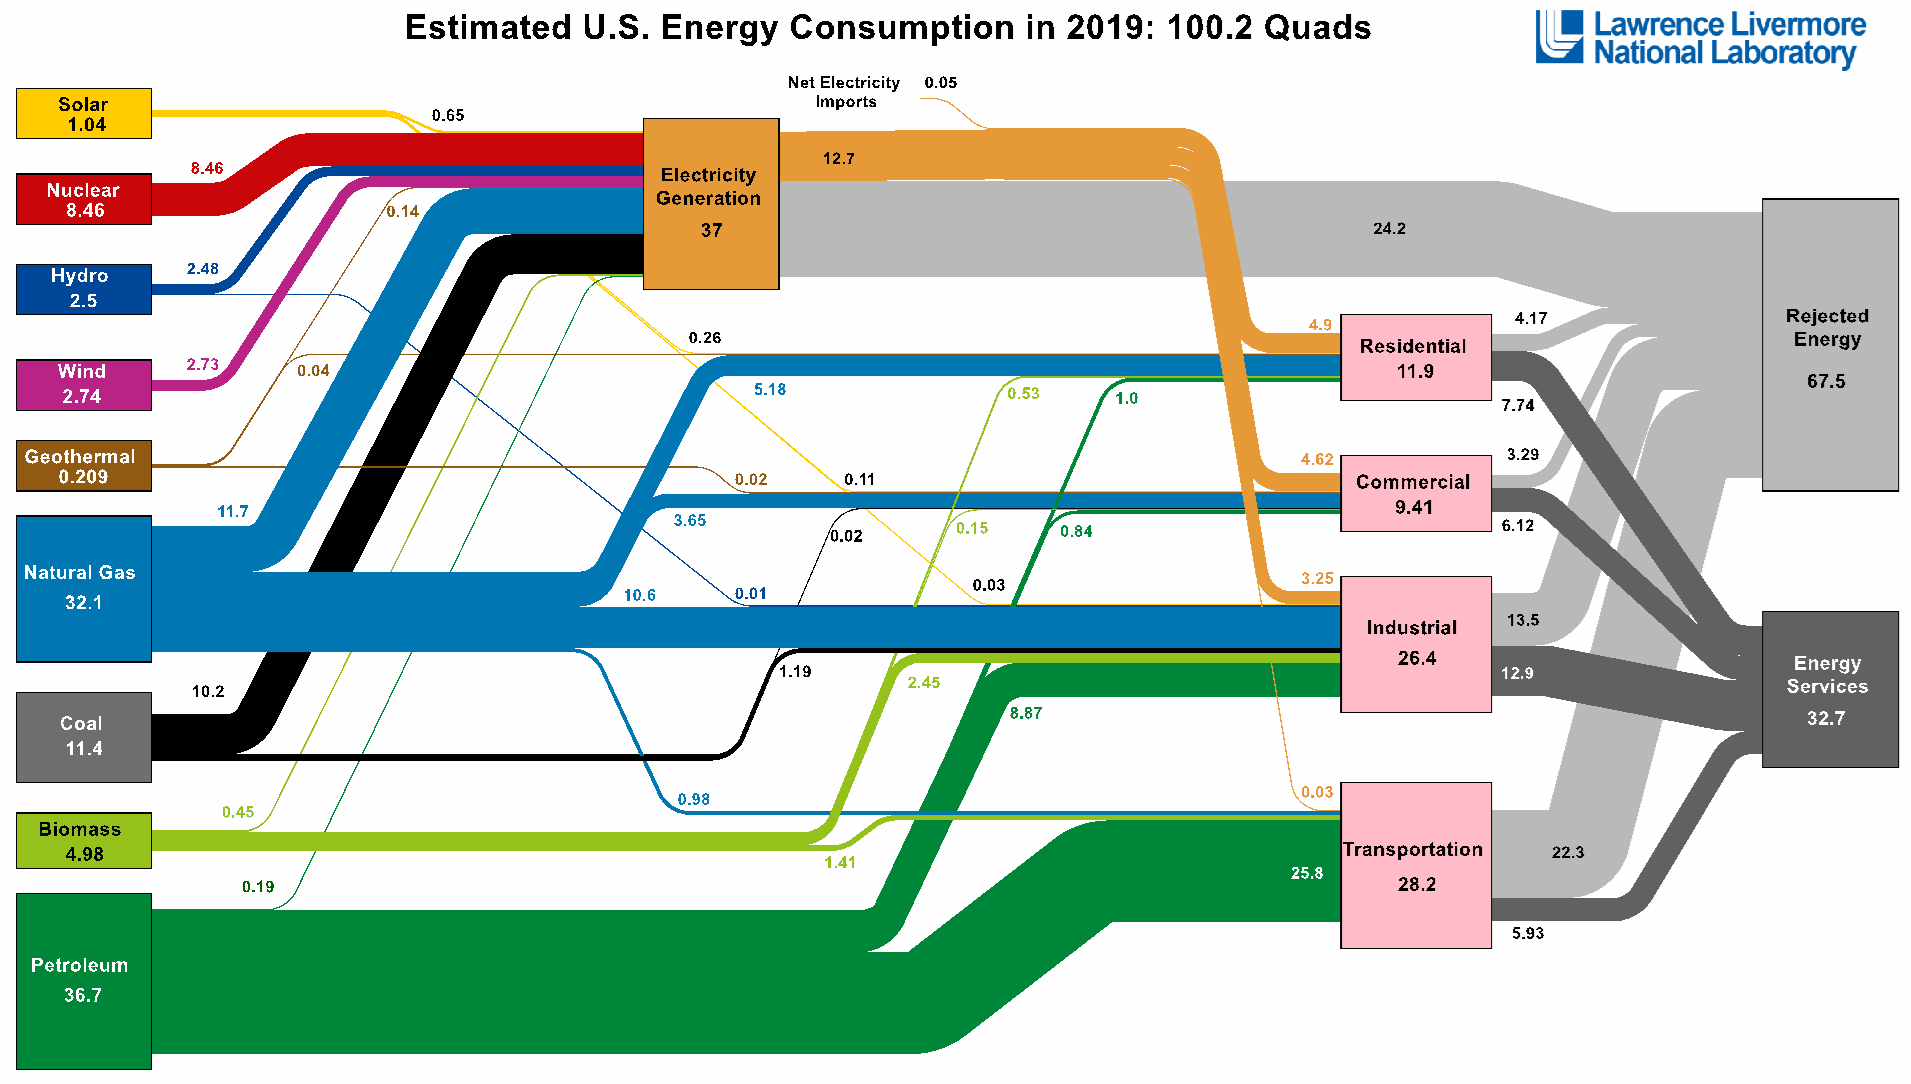 Estimated U.S. Energy Consumption in 2019: 100.2 Quads
Lawrence Livermore
National Laboratory
Net Electricity 0.05
Imports
Solar
1.04
0.65
Nuclear
8.46
8.46
Hydro
2.5
2.48
Wind
2.74
2.73
Geothermal
0.209
0.14
0.04
Natural Gas
32.1
11.7
Coal
11.4
10.2
Biomass
4.98
0.45
Petroleum
36.7
0.19
Electricity
Generation
37
12.7
24.2
0.26
5.18
0.53
1.0
4.9
0.02
0.11
3.65
0.02
0.15
0.84
4.62
10.6
0.01
0.03
3.25
1.19
2.45
8.87
0.98
1.41
0.03
25.8
Residential
11.9
4.17
7.74
Commercial
9.41
3.29
6.12
Industrial
26.4
13.5
12.9
Transportation
28.2
22.3
5.93
Rejected
Energy
67.5
Energy
Services
32.7